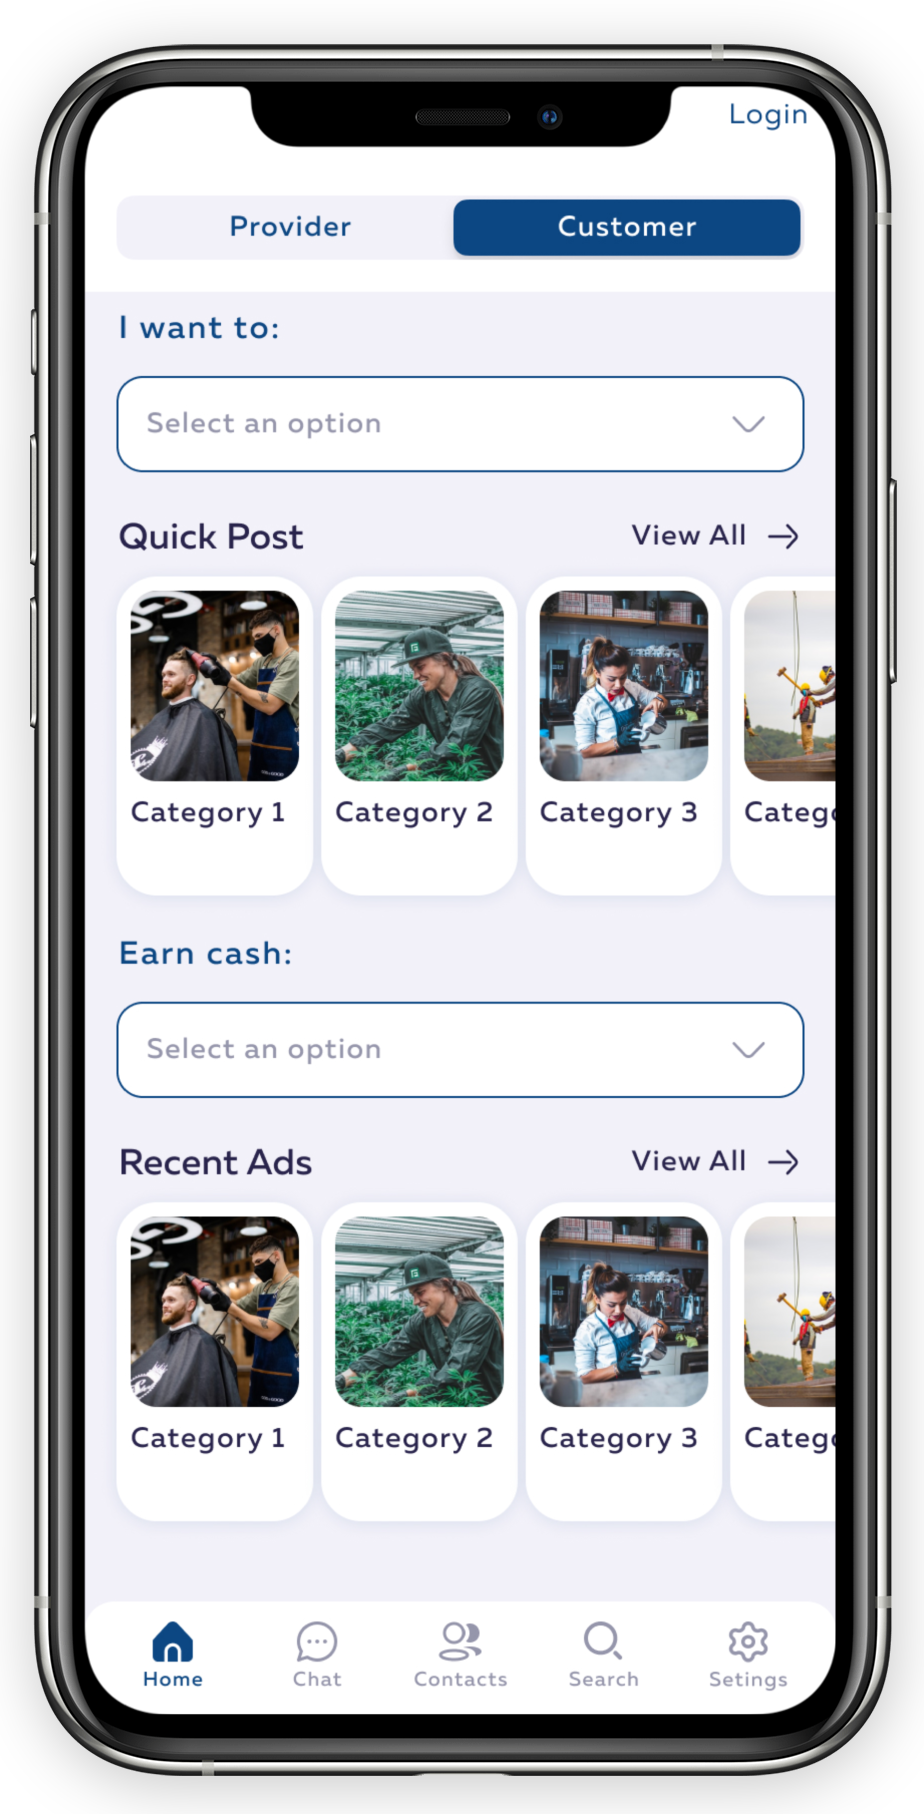 Login
Provider Customer
I want to:
Select an option
Quick Post View All
Category 1 Category 2 Category 3 Catego
Earn cash:
Select an option
Recent Ads View All
Category 1 Category 2 Category 3 Catego
Home Chat Contacts Search Setings